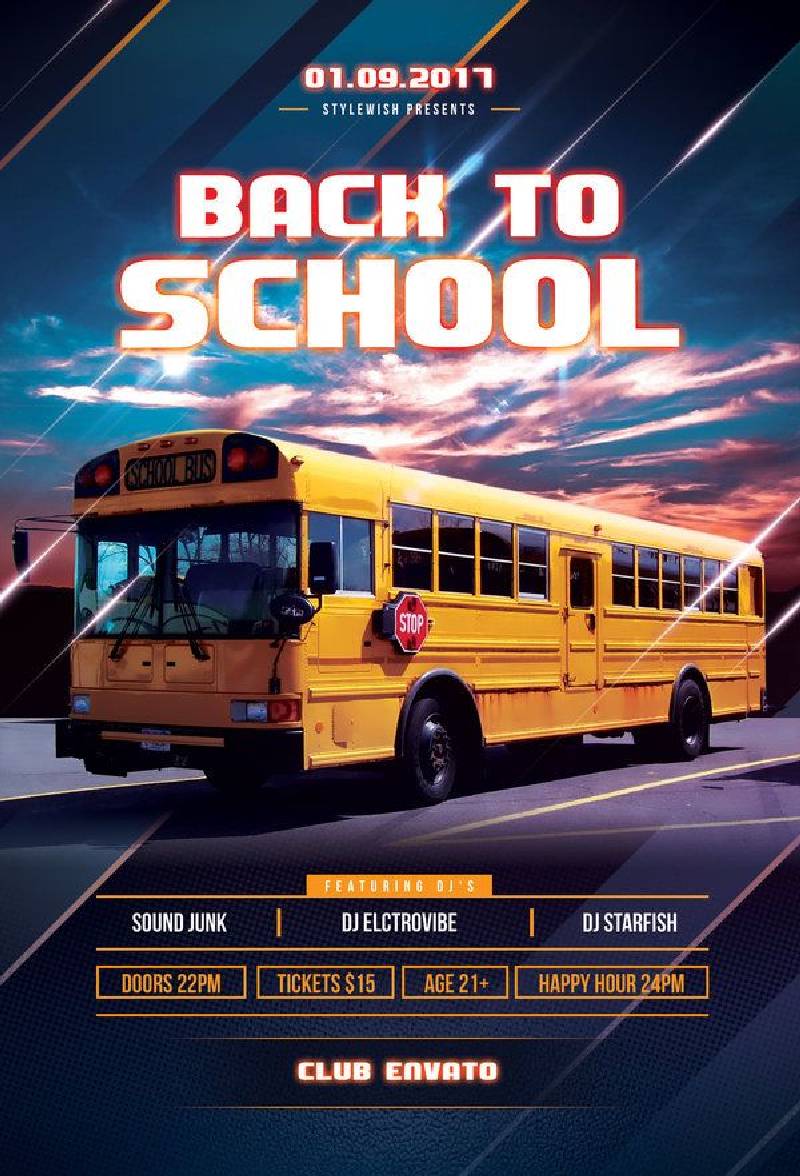 01.09.2017
STYLEWISH PRESENTS
BACK TO
SCHOOL
SCHOOL BUS
STOP
FEATURING DJ'S
SOUND JUNK
DJ ELCTROVIBE
DJ STARFISH
DOORS 22PM
TICKETS $15
AGE 21+
HAPPY HOUR 24PM
CLUB ENVATO